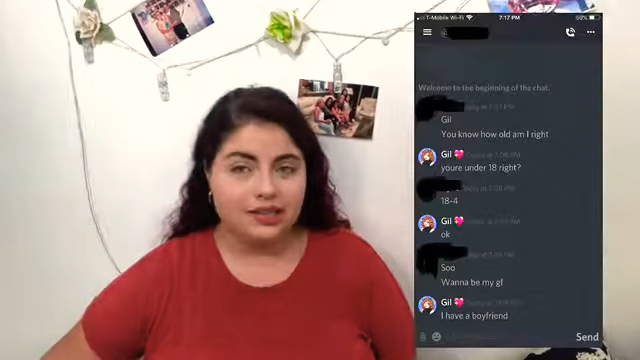 T-Mobile Wi-Fi
7:17 PM
50%
Welcome to the beginning of the chat.
Gil
You know how old am I right
Gil
youre under 18 right?
18-4
Gil
ok
Soo
Wanna be my gf
Gil
I have a boyfriend
Send